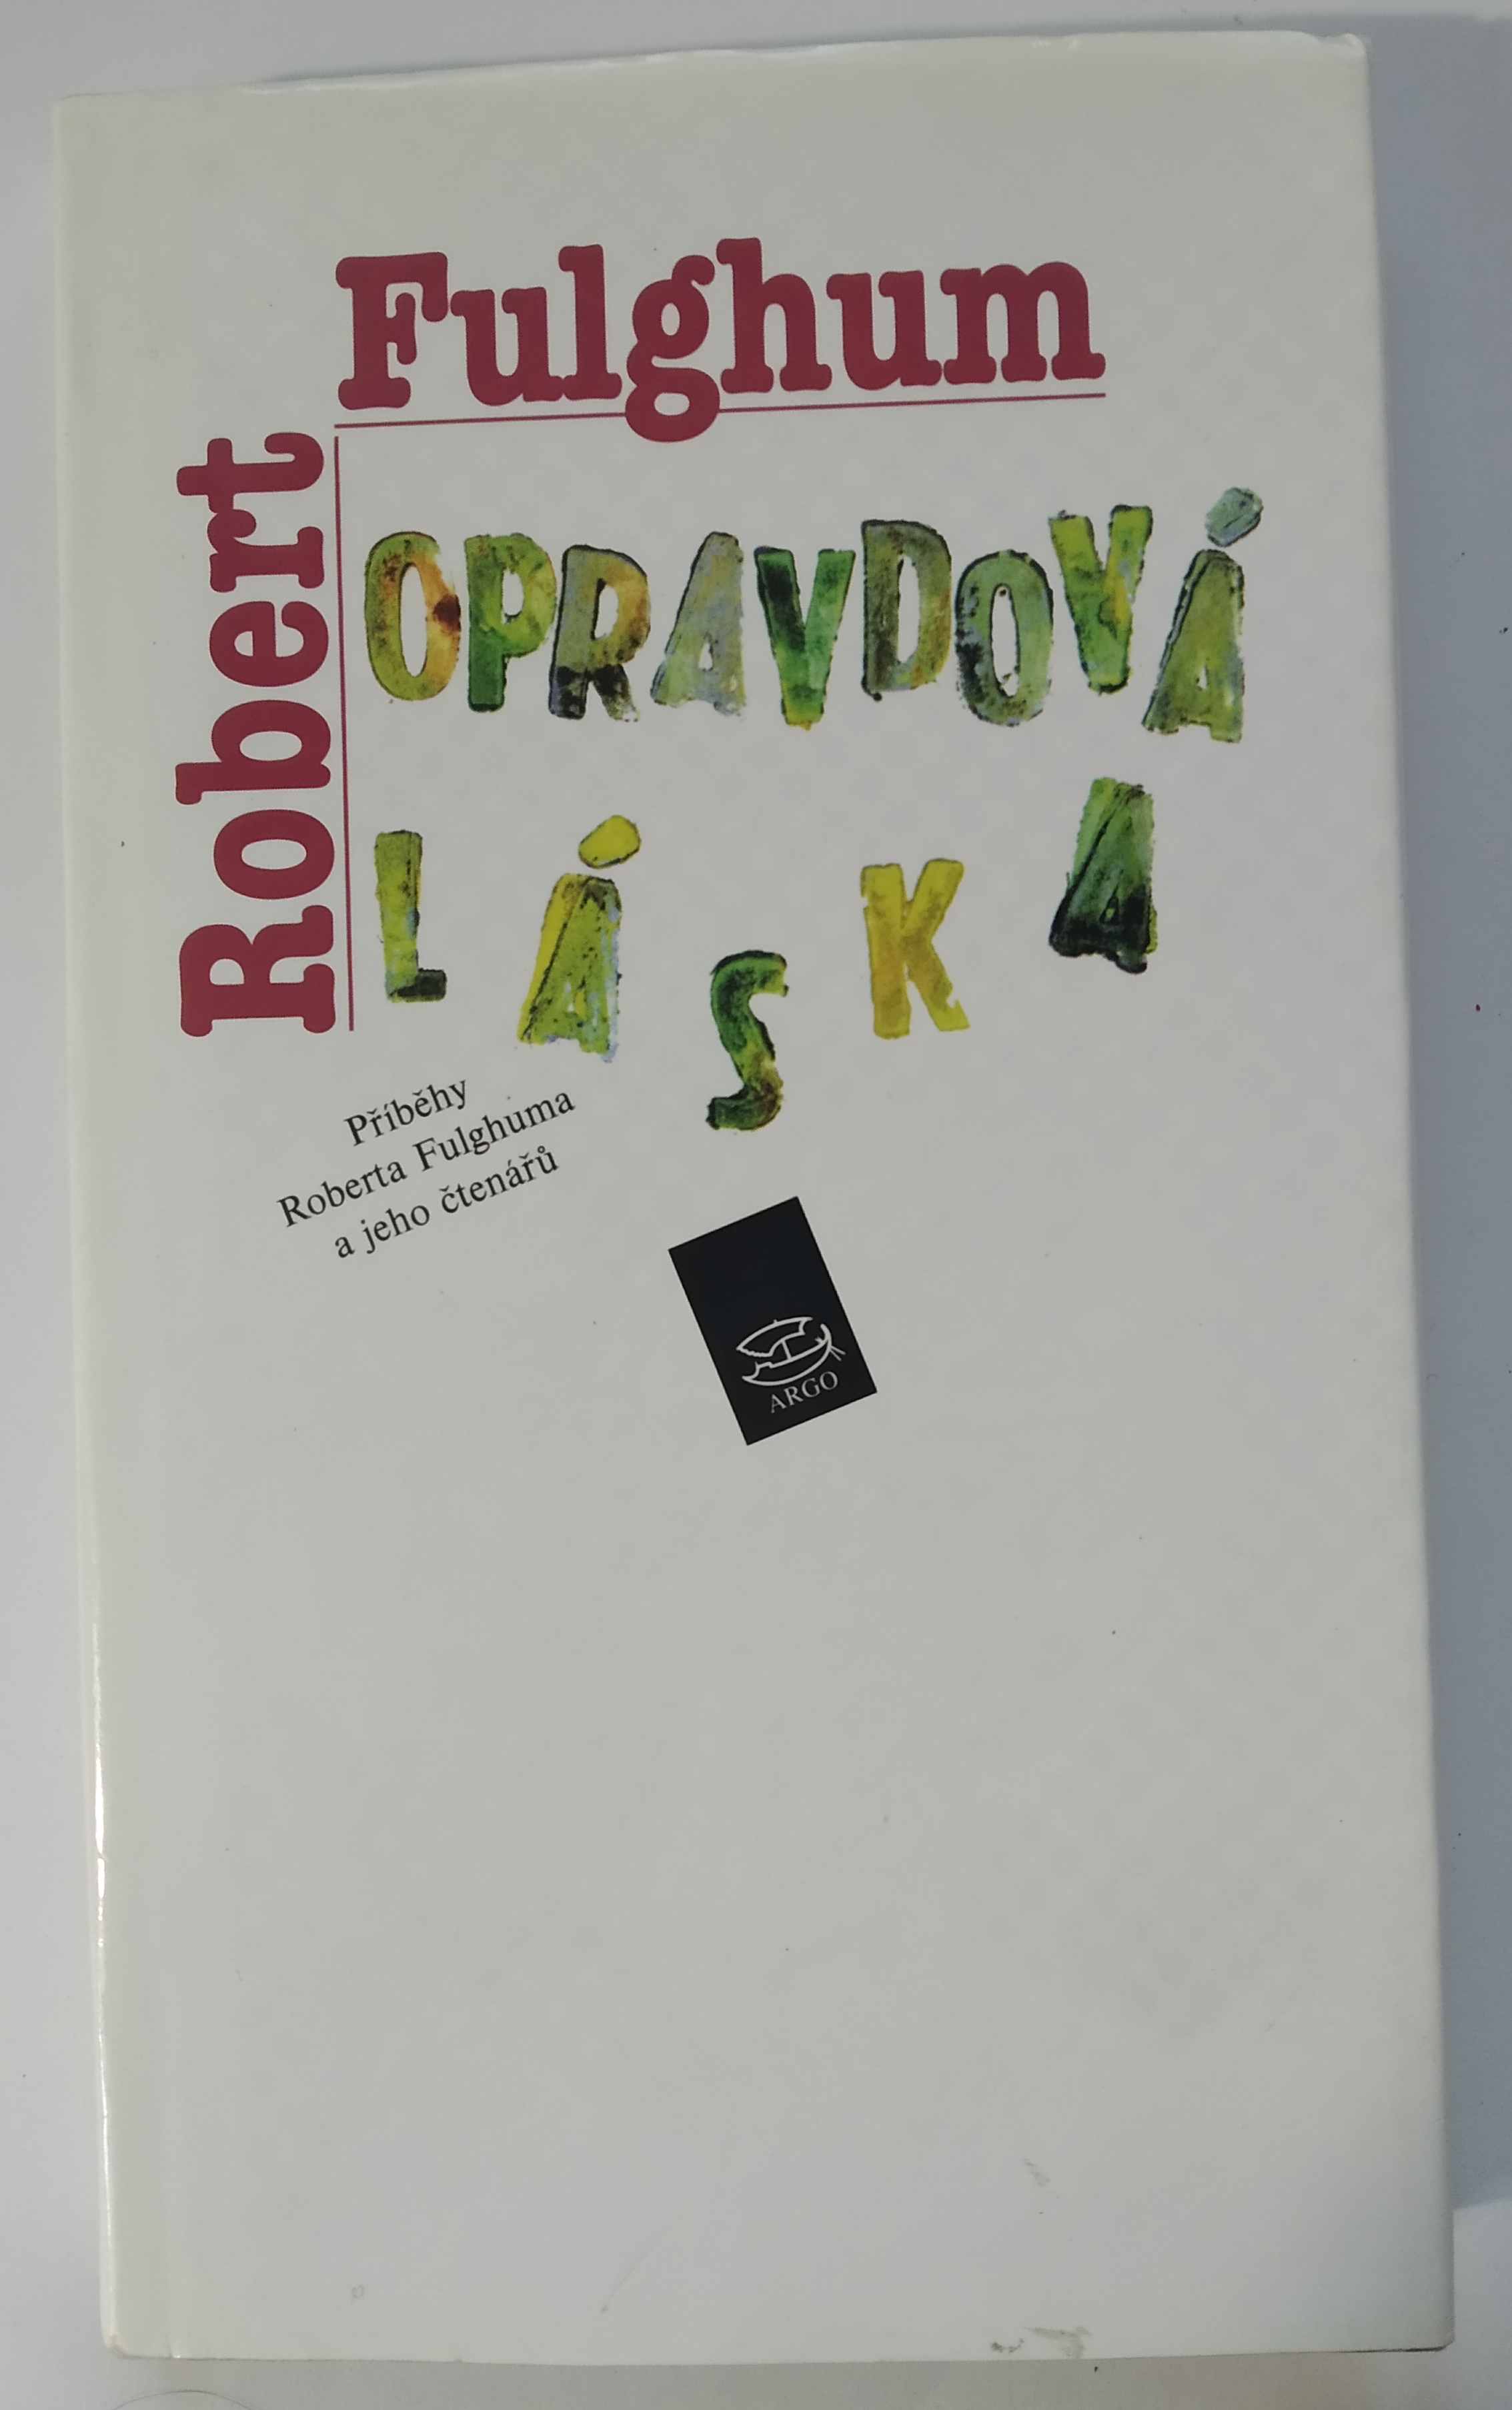 Robert
Fulghum
OPRAVDOVÁ
LÁSKA
Příběhy
Roberta Fulghuma
a jeho čtenářů
ARGO